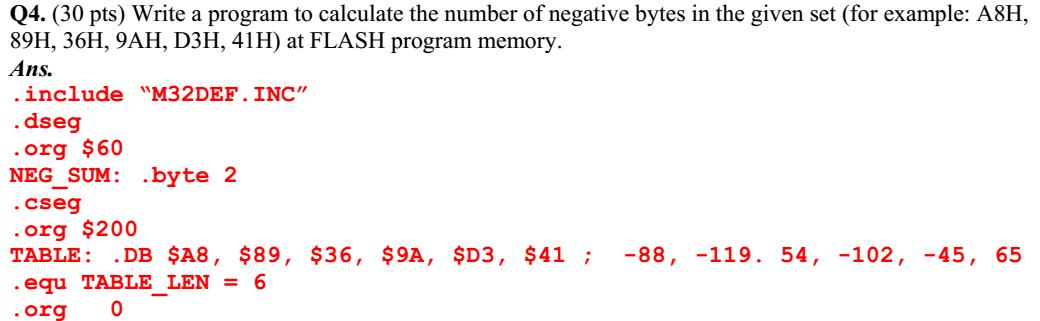 Q4. (30 pts) Write a program to calculate the number of negative bytes in the given set (for example: A8H,
89H, 36H, 9AH, D3H, 41H) at FLASH program memory.
Ans.
.include “M32DEF.INC”
.dseg
.org $60
NEG_SUM: .byte 2
.cseg
.org $200
TABLE: .DB $A8, $89, $36, $9A, $D3, $41 ; -88, -119. 54, -102, -45, 65
.equ TABLE_LEN = 6
.org 0